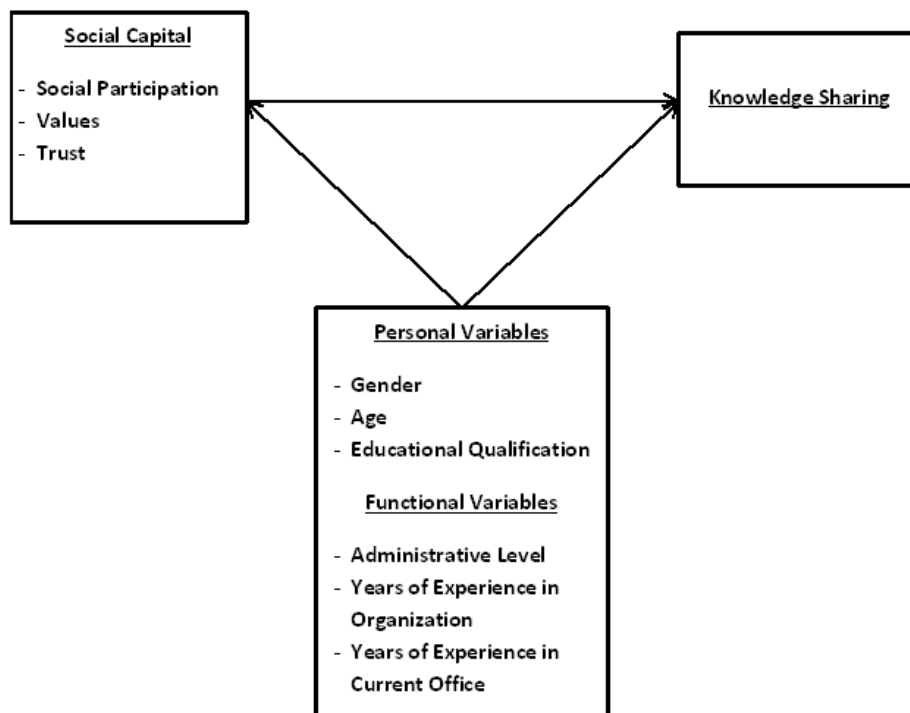 Social Capital
- Social Participation
- Values
- Trust
Knowledge Sharing
Personal Variables
- Gender
- Age
- Educational Qualification
Functional Variables
- Administrative Level
- Years of Experience in
Organization
- Years of Experience in
Current Office